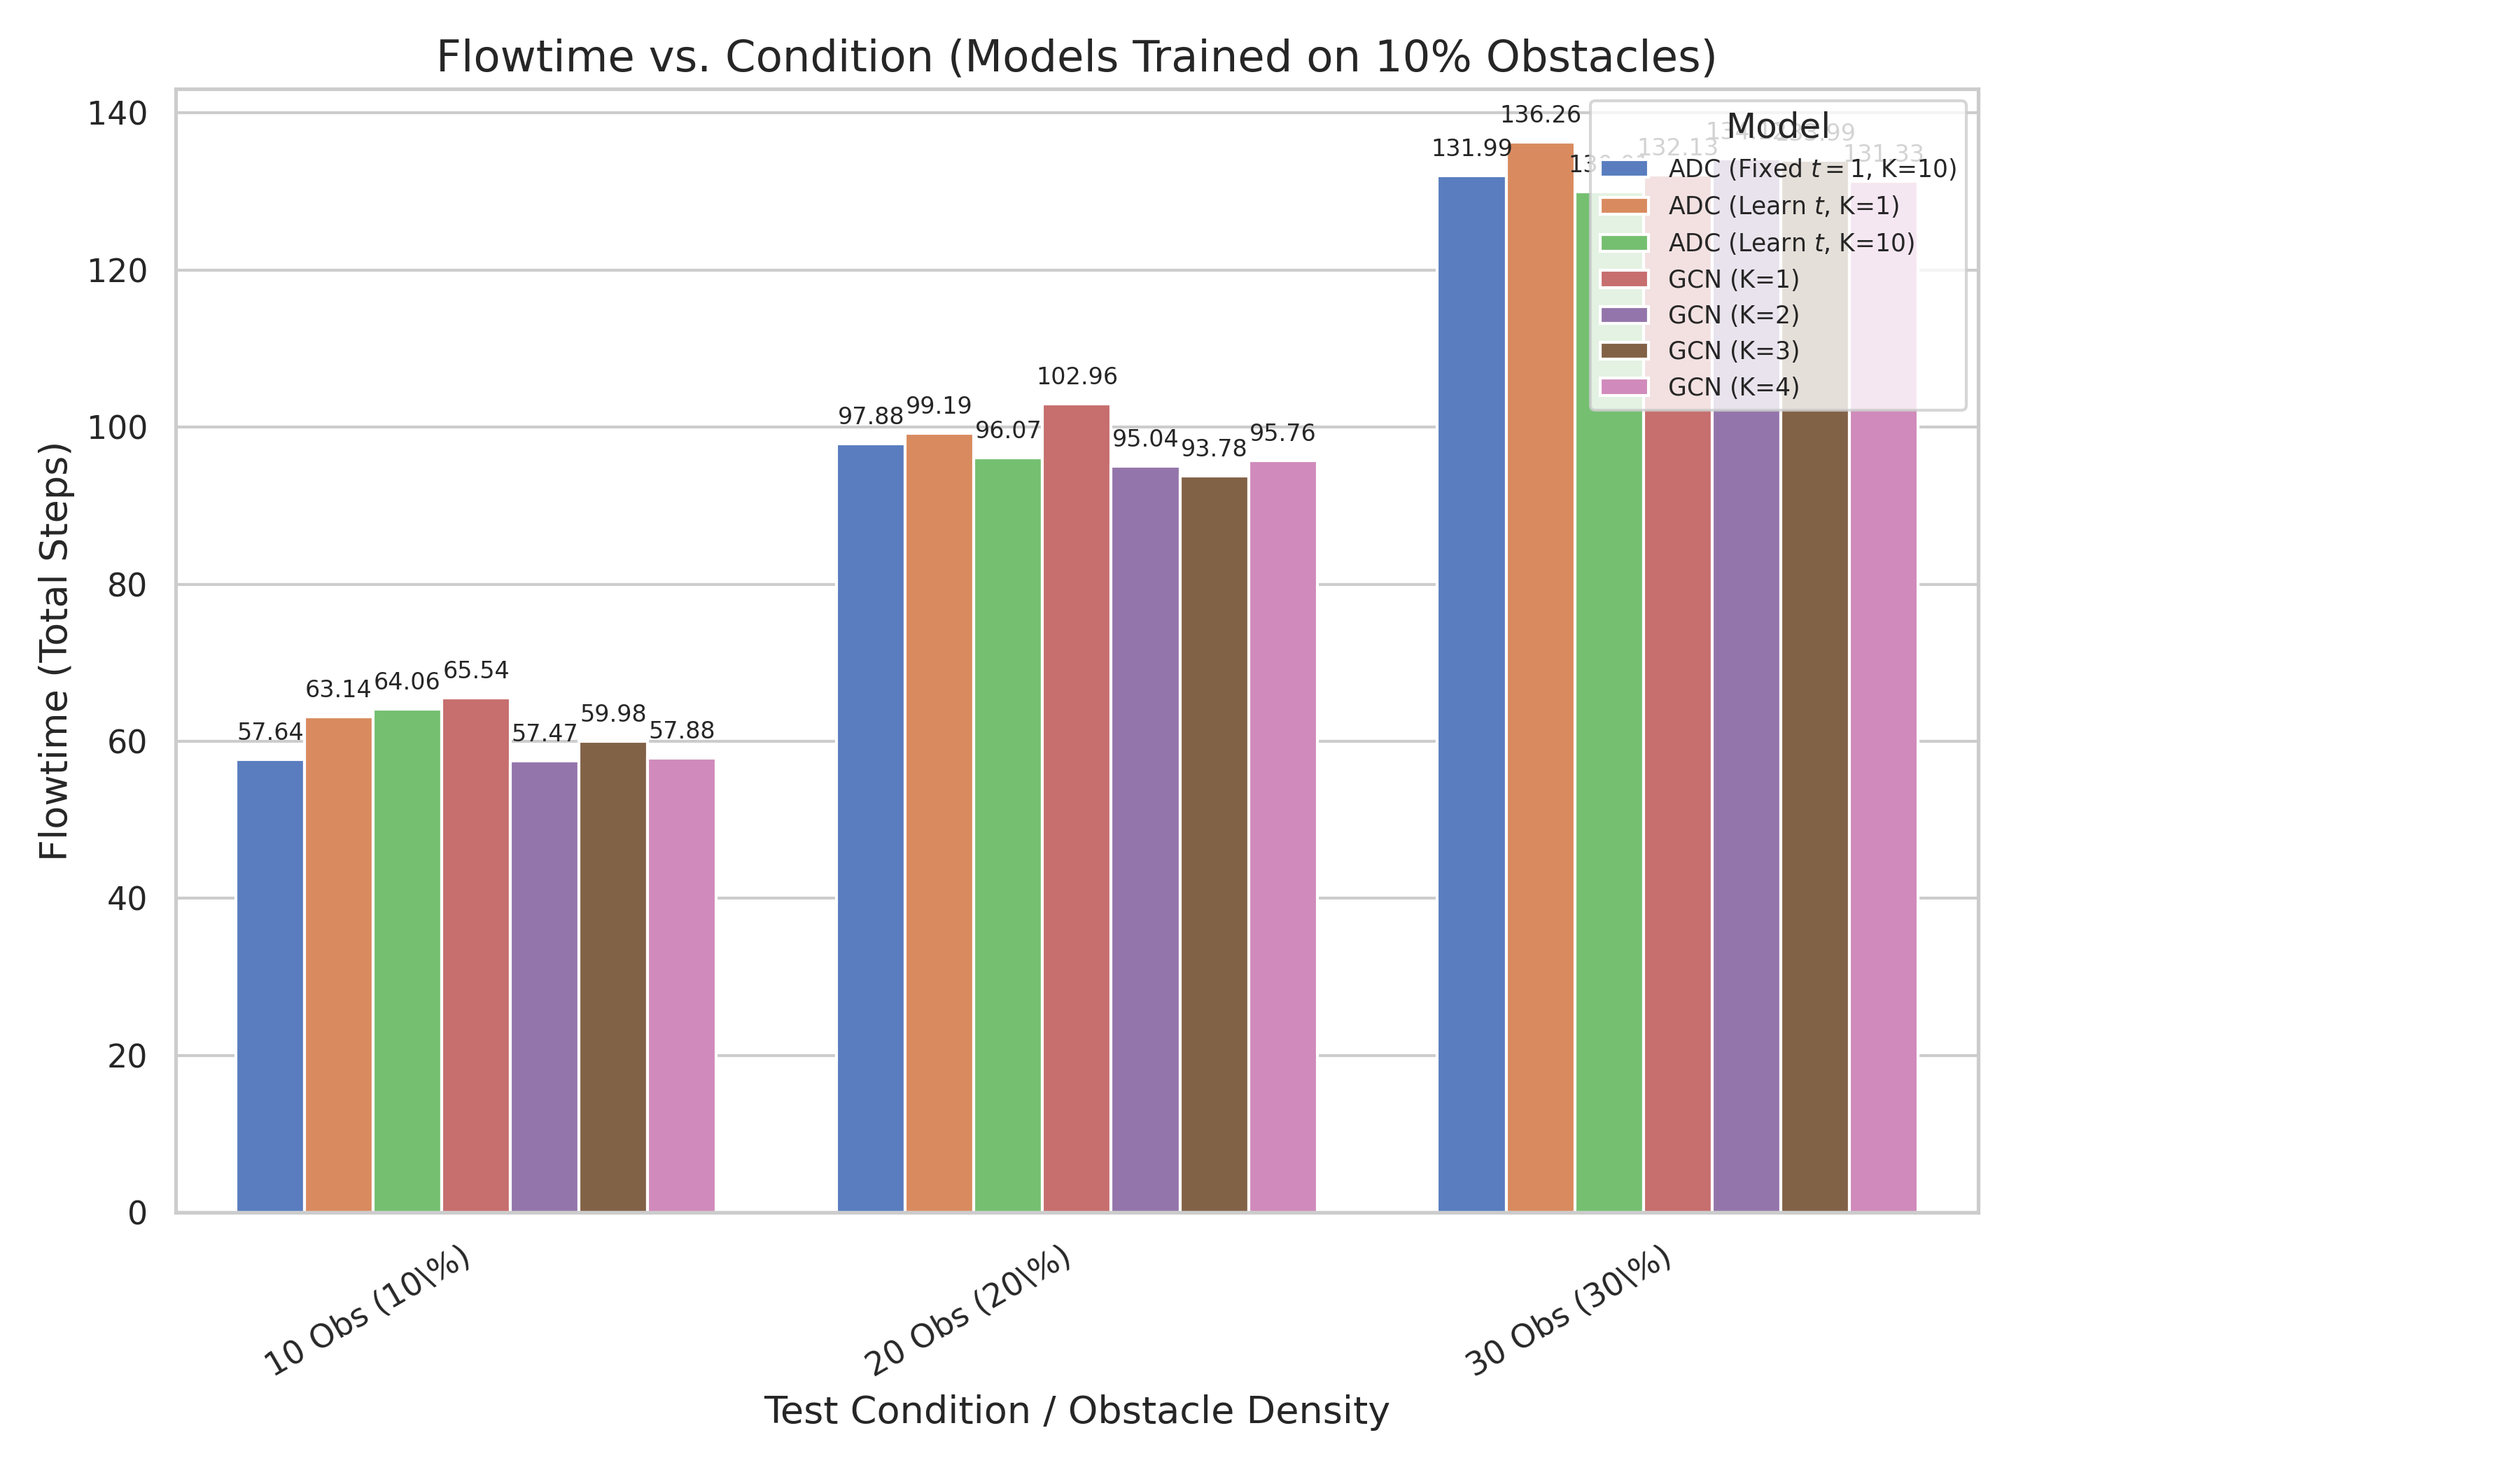 Flowtime vs. Condition (Models Trained on 10% Obstacles)
Flowtime (Total Steps)
140
120
100
80
60
40
20
0
57.64
63.14
64.06
65.54
57.47
59.98
57.88
97.88
99.19
96.07
102.96
95.04
93.78
95.76
131.99
136.26
132.13
131.33
Model
ADC (Fixed t = 1, K=10)
ADC (Learn t, K=1)
ADC (Learn t, K=10)
GCN (K=1)
GCN (K=2)
GCN (K=3)
GCN (K=4)
10 Obs (10\%)
20 Obs (20\%)
30 Obs (30\%)
Test Condition / Obstacle Density